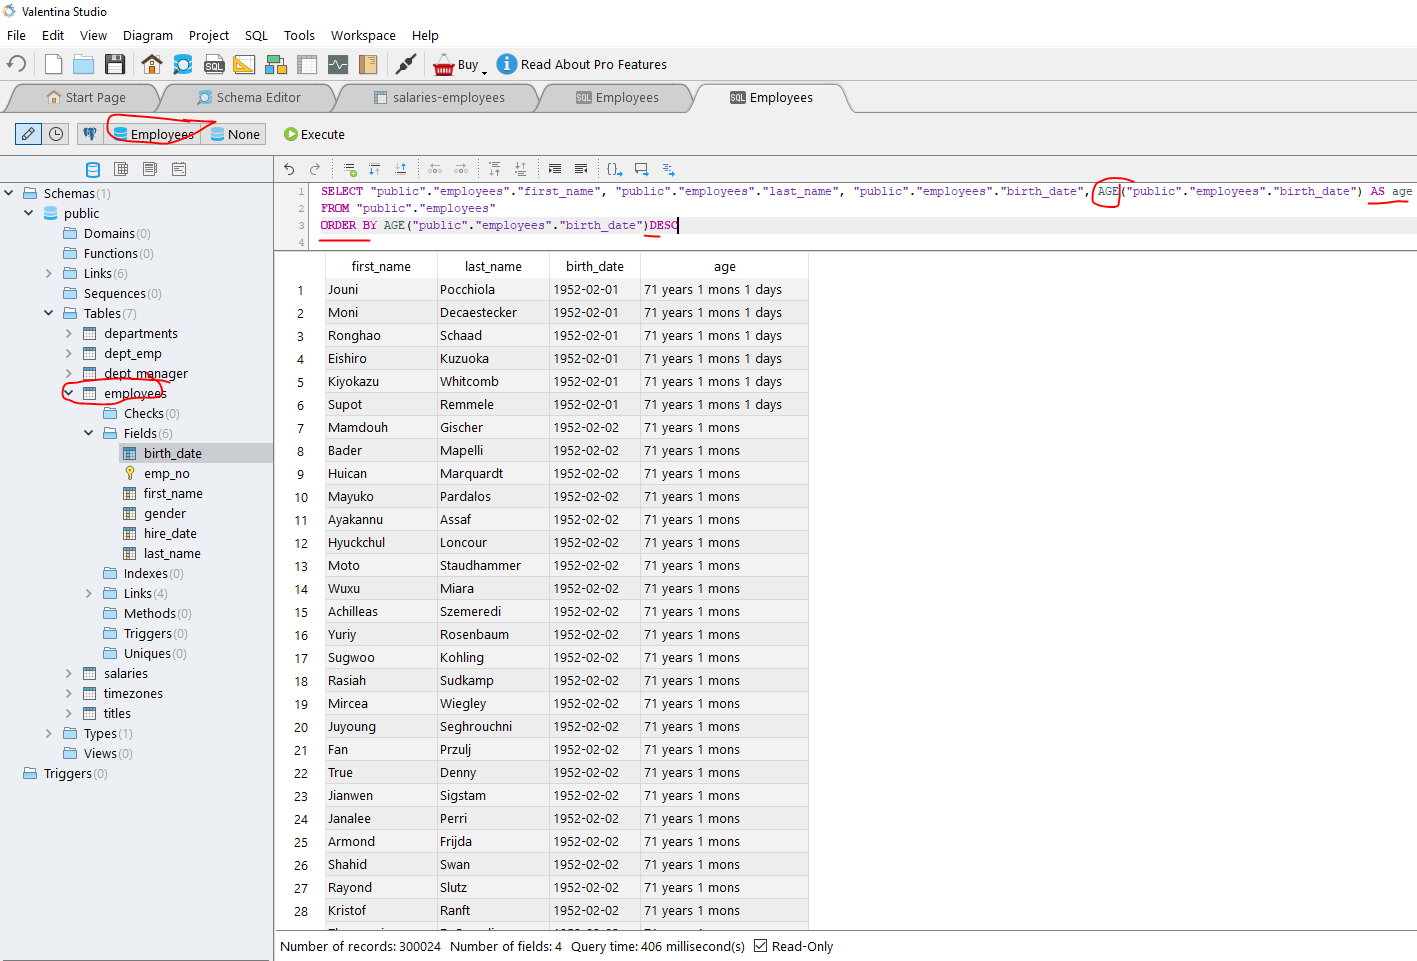 Valentina Studio
File Edit View Diagram Project SQL Tools Workspace Help
SQL Buy Read About Pro Features
Start Page Schema Editor salaries-employees SQL Employees SQL Employees
Employees None Execute
Schemas(1)
public
Domains(0)
Functions(0)
Links(6)
Sequences(0)
Tables(7)
departments
dept_emp
dept_manager
employees
Checks(0)
Fields(6)
birth_date
emp_no
first_name
gender
hire_date
last_name
Indexes(0)
Links(4)
Methods(0)
Triggers(0)
Uniques(0)
salaries
timezones
titles
Types(1)
Views(0)
Triggers(0)
1 SELECT "public"."employees"."first_name", "public"."employees"."last_name", "public"."employees"."birth_date", AGE("public"."employees"."birth_date") AS age
2 FROM "public"."employees"
3 ORDER BY AGE("public"."employees"."birth_date")DESC
4
first_name last_name birth_date age
1 Jouni Pocchiola 1952-02-01 71 years 1 mons 1 days
2 Moni Decaestecker 1952-02-01 71 years 1 mons 1 days
3 Ronghao Schaad 1952-02-01 71 years 1 mons 1 days
4 Eishiro Kuzuoka 1952-02-01 71 years 1 mons 1 days
5 Kiyokazu Whitcomb 1952-02-01 71 years 1 mons 1 days
6 Supot Remmele 1952-02-01 71 years 1 mons 1 days
7 Mamdouh Gischer 1952-02-02 71 years 1 mons
8 Bader Mapelli 1952-02-02 71 years 1 mons
9 Huican Marquardt 1952-02-02 71 years 1 mons
10 Mayuko Pardalos 1952-02-02 71 years 1 mons
11 Ayakannu Assaf 1952-02-02 71 years 1 mons
12 Hyuckchul Loncour 1952-02-02 71 years 1 mons
13 Moto Staudhammer 1952-02-02 71 years 1 mons
14 Wuxu Miara 1952-02-02 71 years 1 mons
15 Achilleas Szemeredi 1952-02-02 71 years 1 mons
16 Yuriy Rosenbaum 1952-02-02 71 years 1 mons
17 Sugwoo Kohling 1952-02-02 71 years 1 mons
18 Rasiah Sudkamp 1952-02-02 71 years 1 mons
19 Mircea Wiegley 1952-02-02 71 years 1 mons
20 Juyoung Seghrouchni 1952-02-02 71 years 1 mons
21 Fan Przulj 1952-02-02 71 years 1 mons
22 True Denny 1952-02-02 71 years 1 mons
23 Jianwen Sigstam 1952-02-02 71 years 1 mons
24 Janalee Perri 1952-02-02 71 years 1 mons
25 Armond Frijda 1952-02-02 71 years 1 mons
26 Shahid Swan 1952-02-02 71 years 1 mons
27 Rayond Slutz 1952-02-02 71 years 1 mons
28 Kristof Ranft 1952-02-02 71 years 1 mons
Number of records: 300024 Number of fields: 4 Query time: 406 millisecond(s) Read-Only